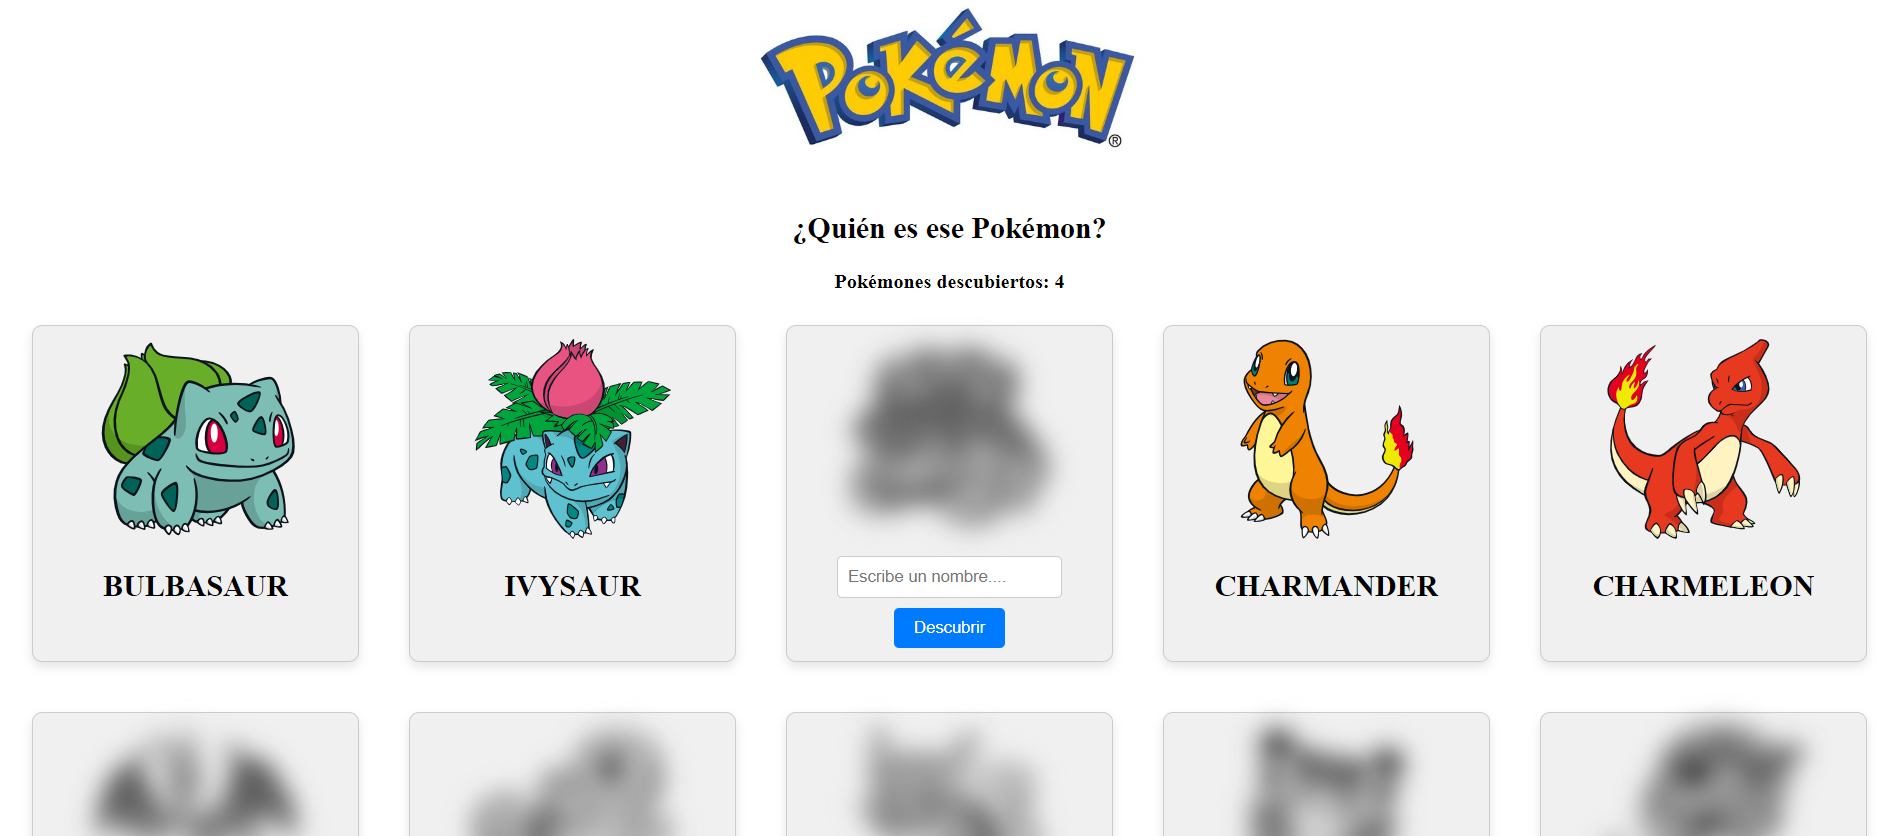 POKéMON
®
¿Quién es ese Pokémon?
Pokémones descubiertos: 4
BULBASAUR
IVYSAUR
Escribe un nombre....
Descubrir
CHARMANDER
CHARMELEON